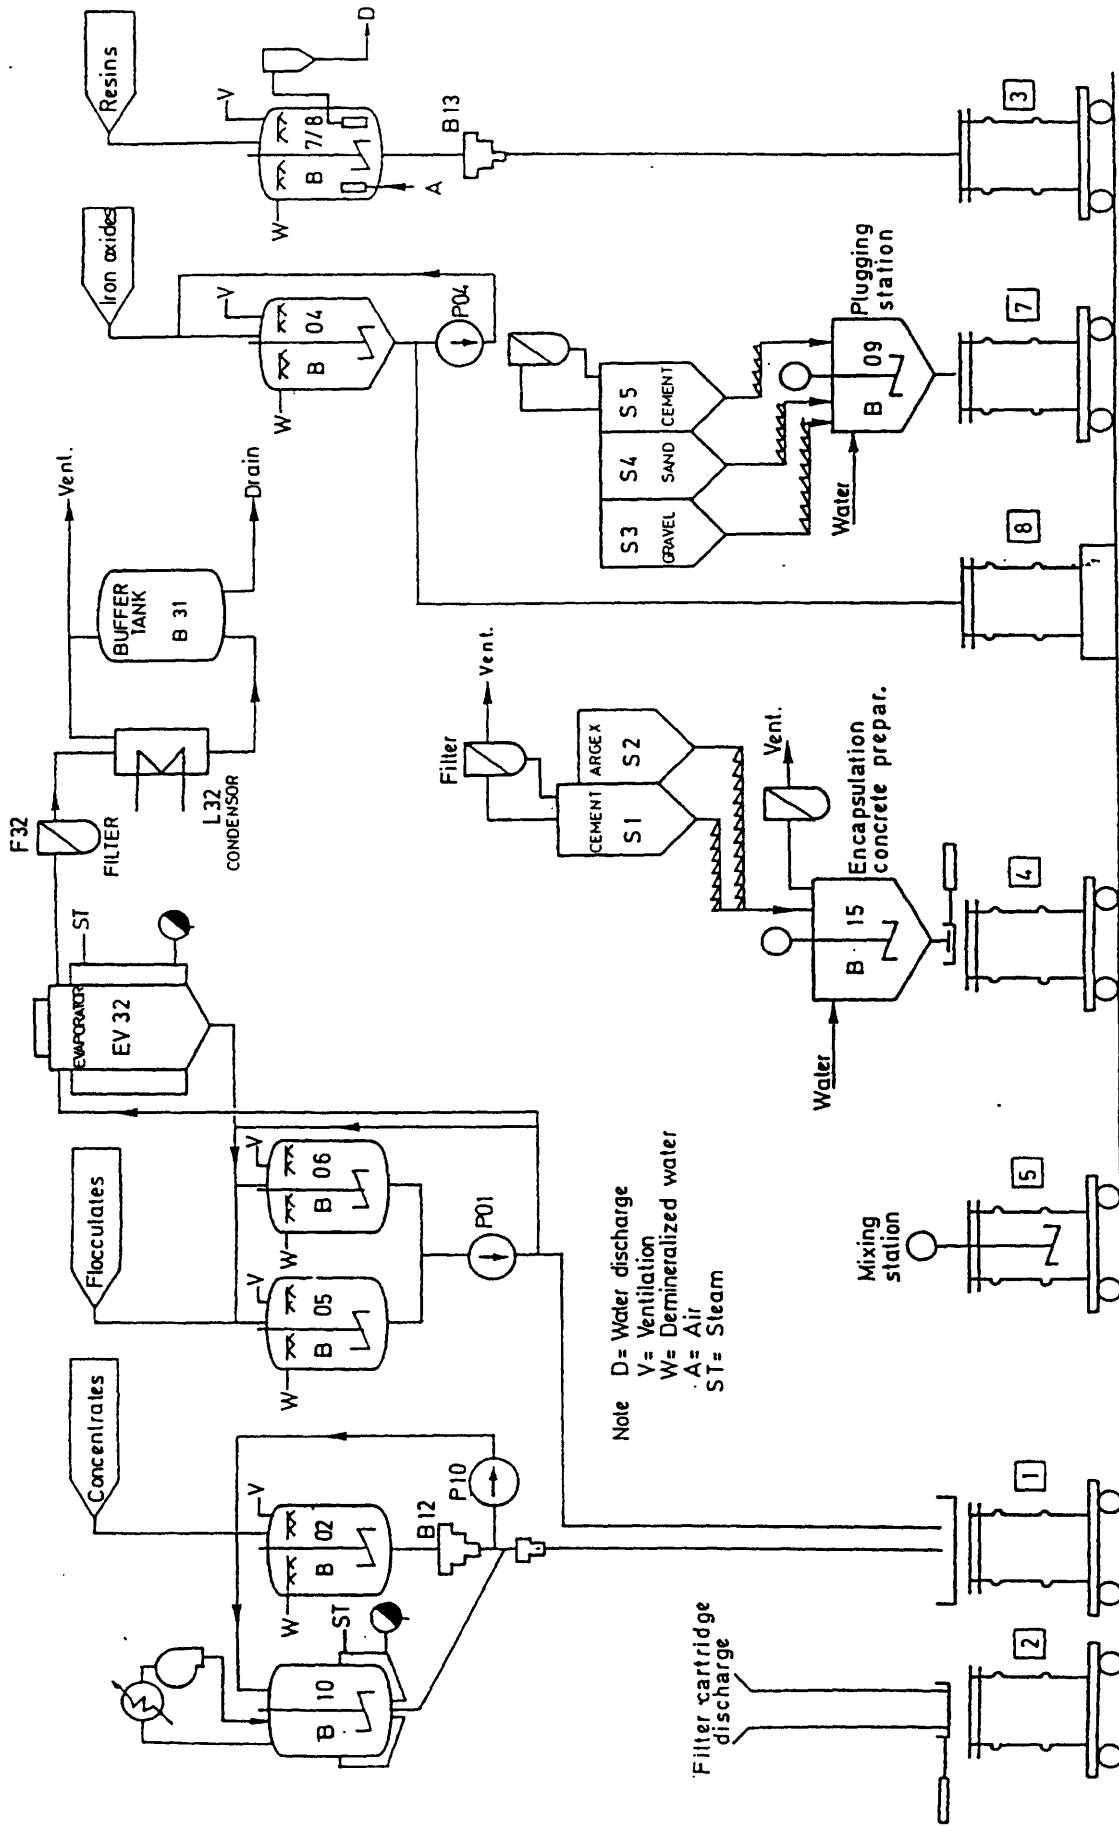 Concentrates
Flocculates
Iron oxides
Resins
EVAPORATOR
EV 32
ST
F32
FILTER
L32
CONDENSOR
BUFFER
TANK
B 31
Vent.
Drain
B 10
ST
W
V
B 02
B12
P10
W
V
B 05
W
V
B 06
P01
W
V
B 04
P04
W
V
B 7/8
A
D
B13
Filter
Vent.
CEMENT
S1
ARGEX
S2
Vent.
Water
B 15
Encapsulation
concrete prepar.
S3
GRAVEL
S4
SAND
S5
CEMENT
Water
B 09
Plugging
station
Note D = Water discharge
V = Ventilation
W = Demineralized water
A = Air
ST = Steam
Filter cartridge
discharge
Mixing
station
2
1
5
4
8
7
3